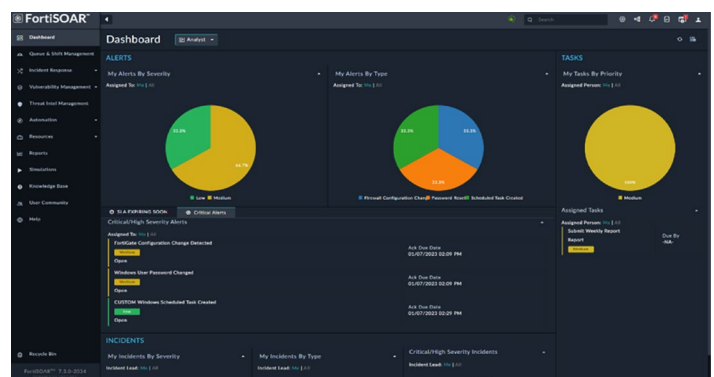 FortiSOAR™
Search
Dashboard
Queue & Shift Management
Incident Response
Vulnerability Management
Threat Intel Management
Automation
Resources
Reports
Simulations
Knowledge Base
User Community
Help
Recycle Bin
Dashboard
Analyst
ALERTS
My Alerts By Severity
Assigned To: Me | All
33.3%
66.7%
Low Medium
My Alerts By Type
Assigned To: Me | All
33.3%
33.3%
33.3%
Firewall Configuration Password Scheduled Task Created
SLA EXPIRING SOON Critical Alerts
Critical/High Severity Alerts
Assigned To: Me | All
FortiGate Configuration Change Detected
Medium
Open
Ack Due Date
01/07/2023 02:09 PM
Windows User Password Changed
Medium
Open
Ack Due Date
01/07/2023 02:09 PM
CUSTOM Windows Scheduled Task Created
Low
Open
Ack Due Date
01/07/2023 02:29 PM
INCIDENTS
My Incidents By Severity
Incident Lead: Me | All
My Incidents By Type
Incident Lead: Me | All
Critical/High Severity Incidents
Incident Lead: Me | All
TASKS
My Tasks By Priority
Assigned Person: Me | All
100%
Medium
Assigned Tasks
Assigned Person: Me | All
Submit Weekly Report
Report
Medium
Due By
-NA-